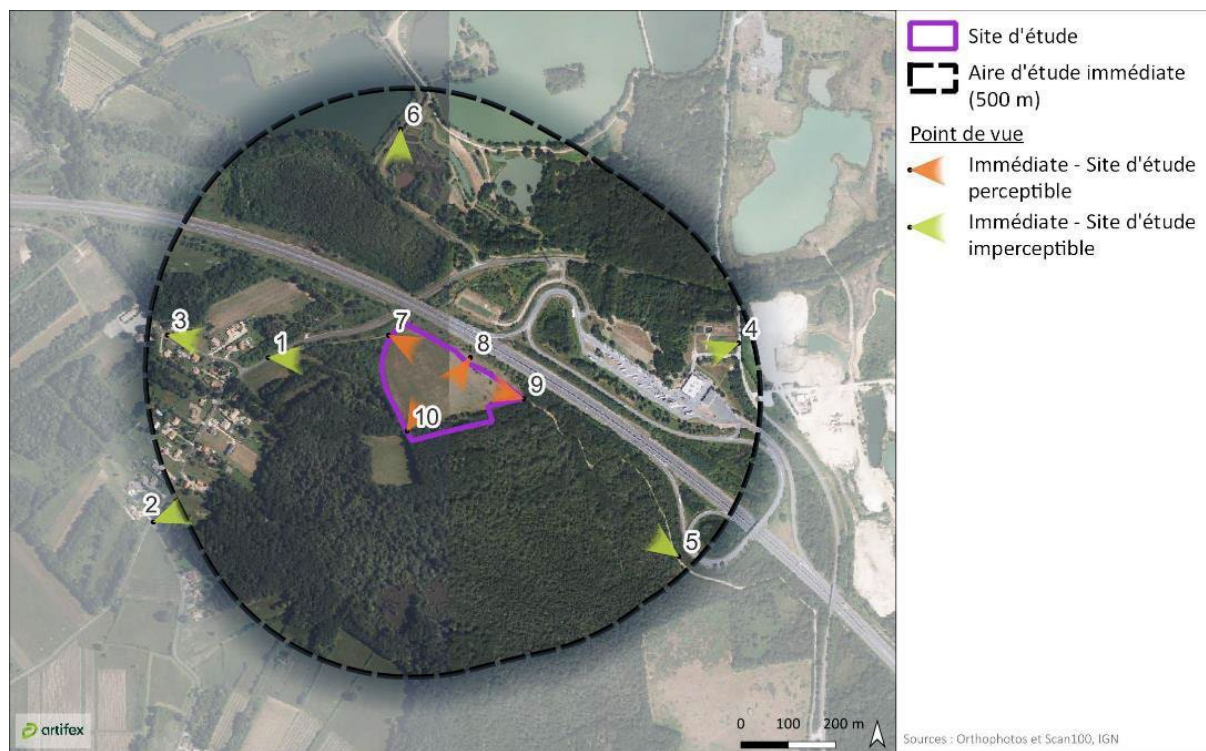 Site d'étude
Aire d'étude immédiate
(500 m)
Point de vue
Immédiate - Site d'étude
perceptible
Immédiate - Site d'étude
imperceptible
6
3
1
7
8
4
9
10
2
5
0 100 200 m
artifex
Sources : Orthophotos et Scan100, IGN